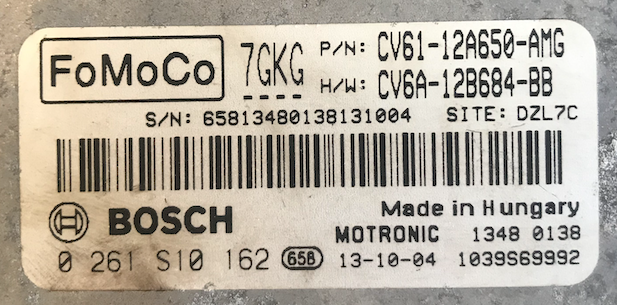 FoMoCo 7GKG P/N: CV61-12A650-AMG
H/W: CV6A-12B684-BB
S/N: 65813480138131004 SITE: DZL7C
BOSCH Made in Hungary
MOTRONIC 1348 0138
0 261 S10 162 65B 13-10-04 1039S69992